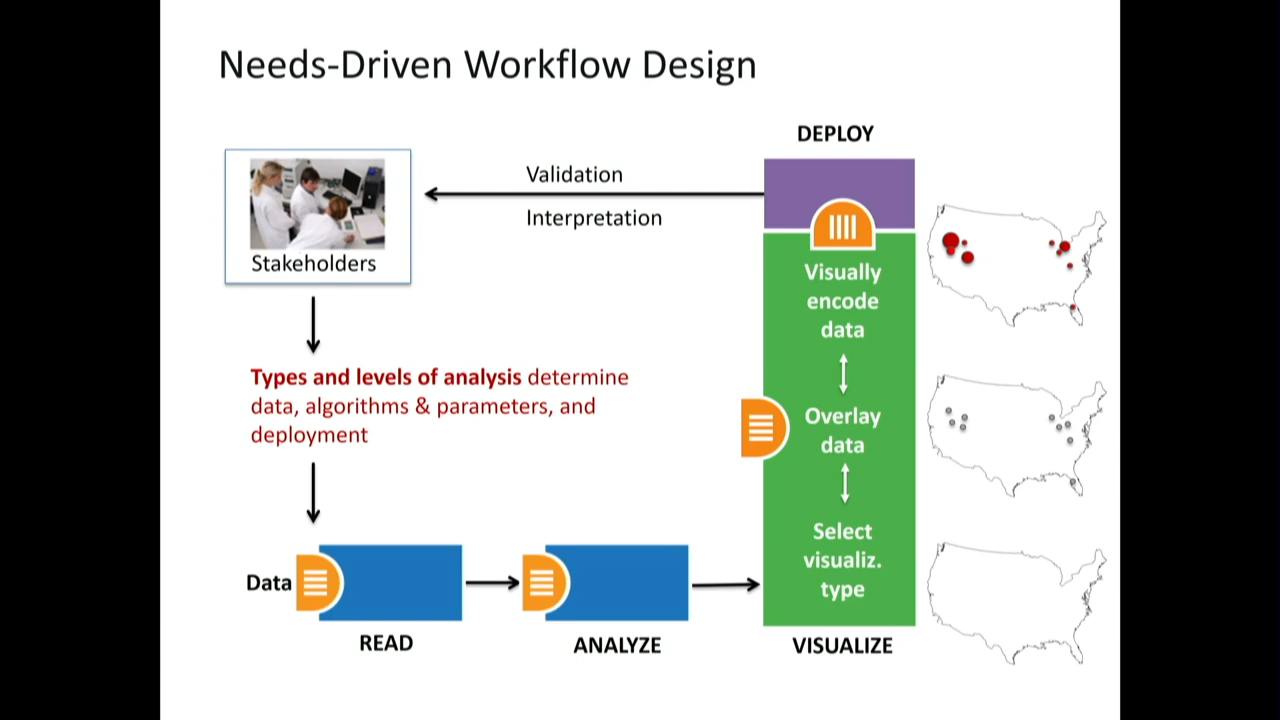 Needs-Driven Workflow Design
DEPLOY
Validation
Interpretation
Stakeholders
Visually
encode
data
Types and levels of analysis determine
data, algorithms & parameters, and
deployment
Overlay
data
Select
visualiz.
type
Data
READ
ANALYZE
VISUALIZE